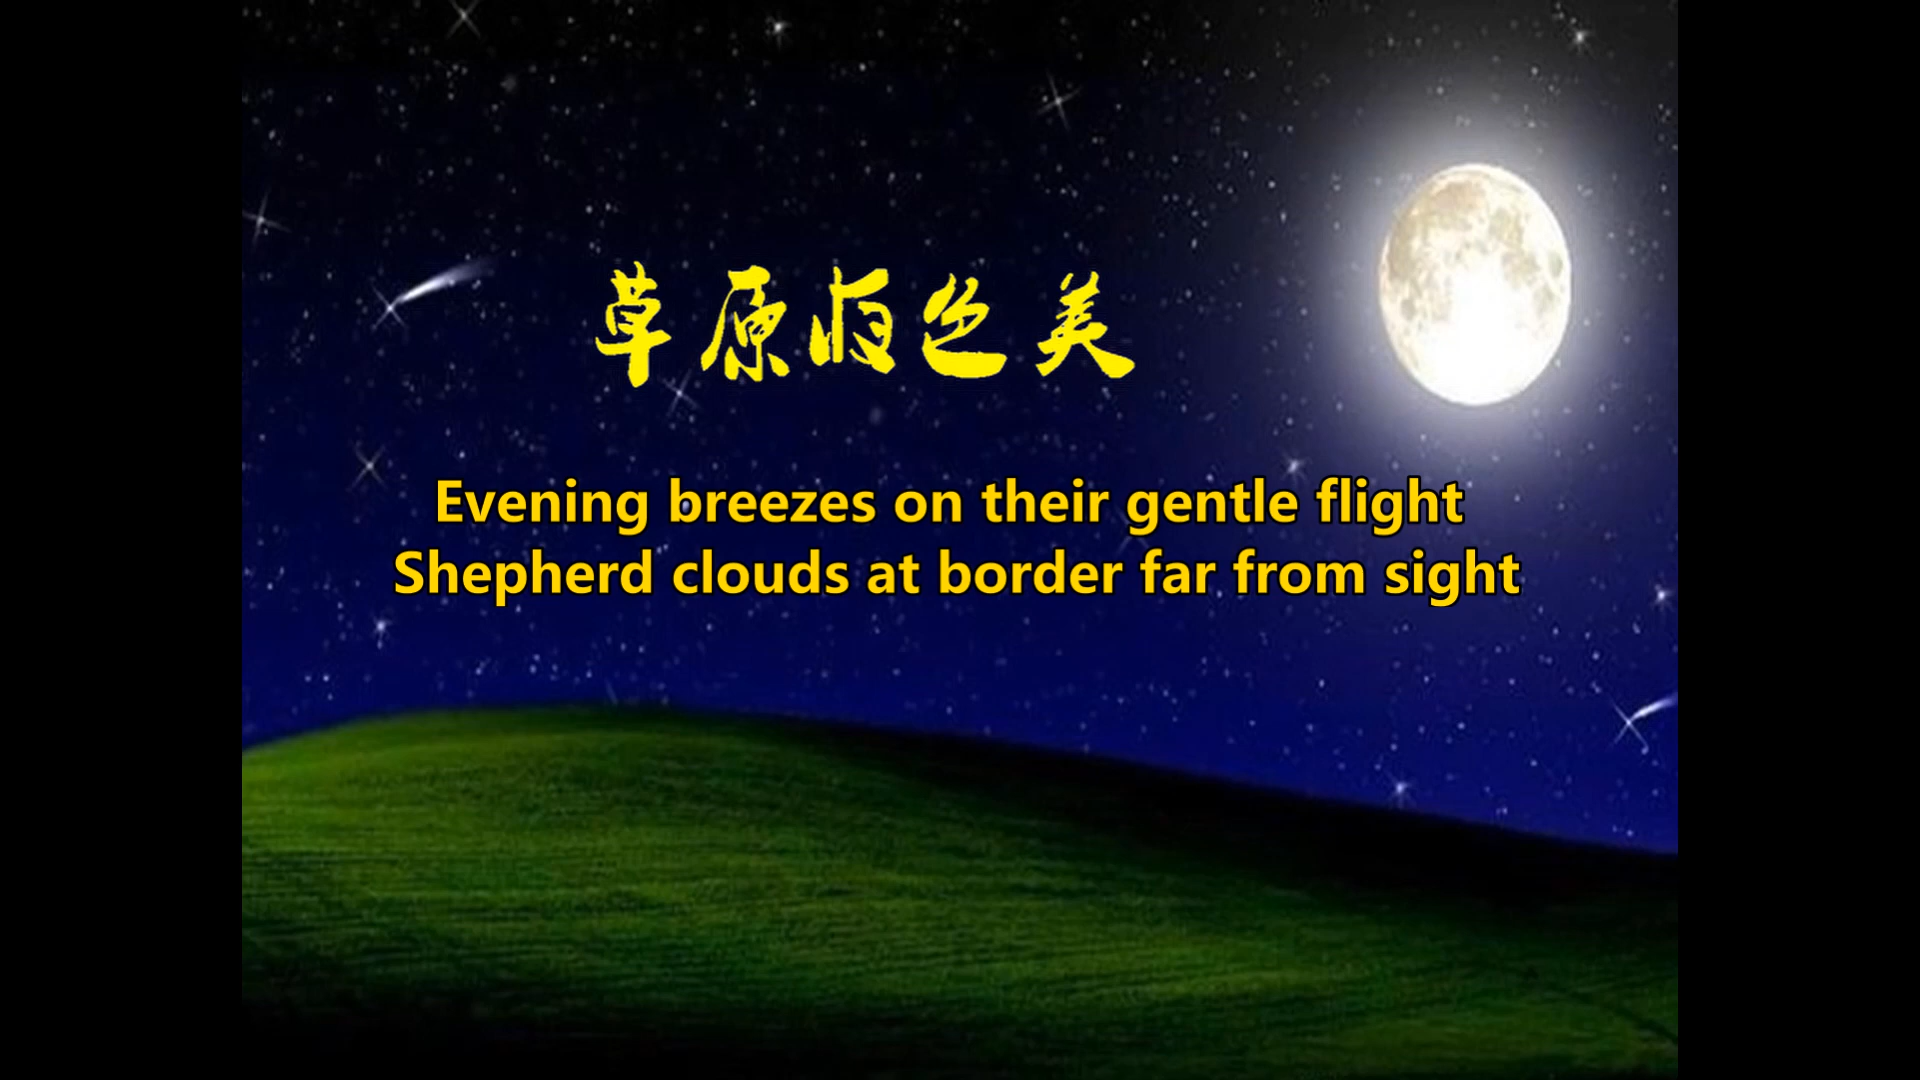 草原夜色美
Evening breezes on their gentle flight
Shepherd clouds at border far from sight